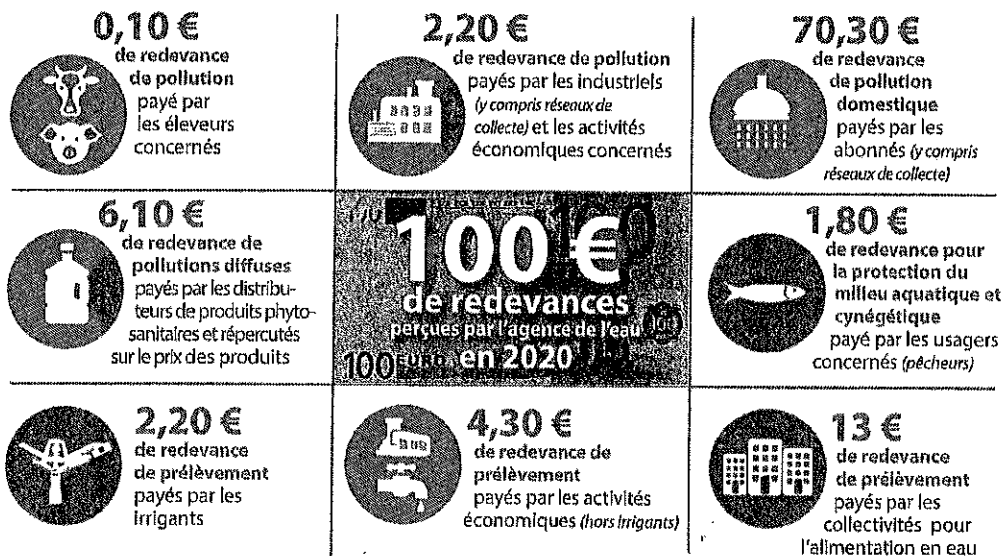 0,10 €
de redevance
de pollution
payé par
les éleveurs
concernés
2,20 €
de redevance de pollution
payés par les industriels
(y compris réseaux de
collecte) et les activités
économiques concernés
70,30 €
de redevance
de pollution
domestique
payés par les
abonnés (y compris
réseaux de collecte)
6,10 €
de redevance de
pollutions diffuses
payés par les distribu-
teurs de produits phyto-
sanitaires et répercutés
sur le prix des produits
100 €
de redevances
perçues par l'agence de l'eau
en 2020
100 EURO
100
1,80 €
de redevance pour
la protection du
milieu aquatique et
cynégétique
payé par les usagers
concernés (pêcheurs)
2,20 €
de redevance
de prélèvement
payés par les
irrigants
4,30 €
de redevance de
prélèvement
payés par les activités
économiques (hors irrigants)
13 €
de redevance
de prélèvement
payés par les
collectivités pour
l'alimentation en eau